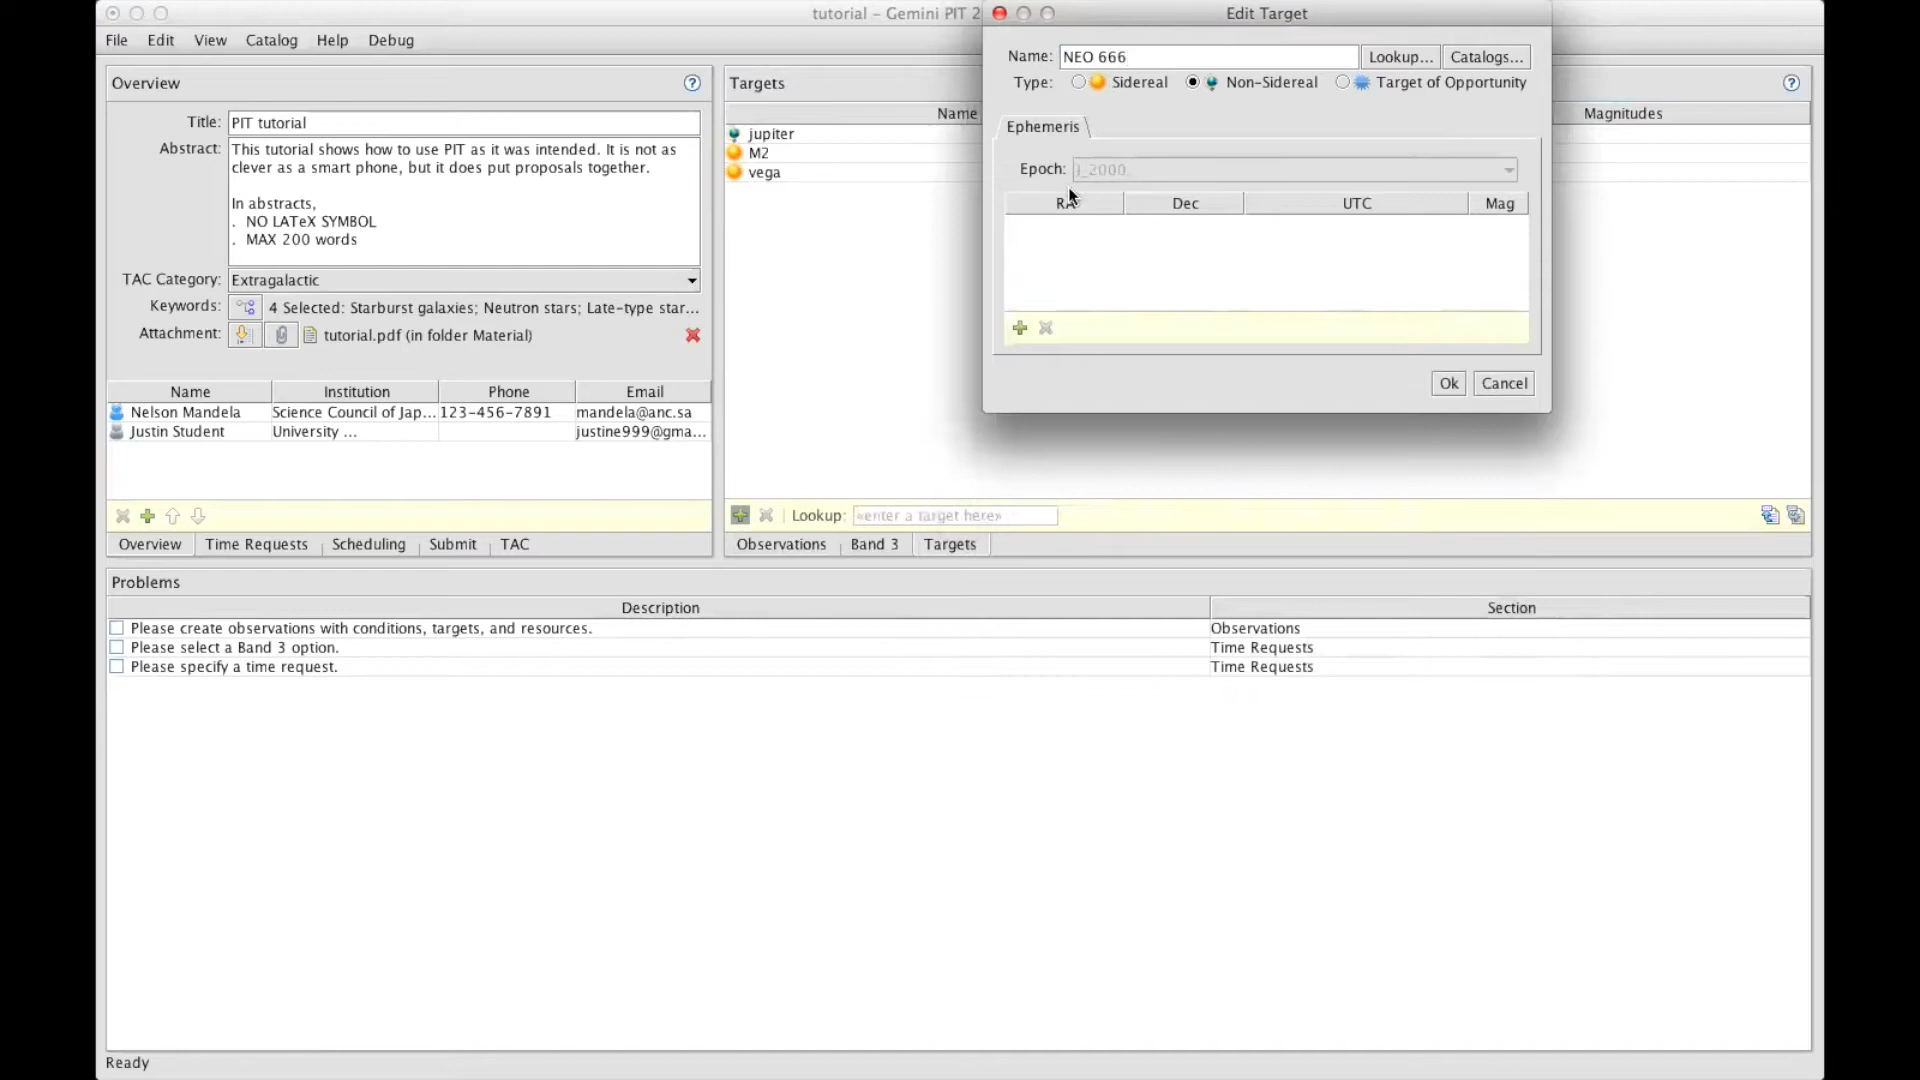 tutorial – Gemini PIT 2
Edit Target
File Edit View Catalog Help Debug
Name: NEO 666 Lookup... Catalogs...
Type: Sidereal Non-Sidereal Target of Opportunity
Overview
Targets
Name
Magnitudes
Ephemeris
Title: PIT tutorial
Abstract: This tutorial shows how to use PIT as it was intended. It is not as
clever as a smart phone, but it does put proposals together.
In abstracts,
. NO LATeX SYMBOL
. MAX 200 words
jupiter
M2
vega
Epoch: J_2000
RA Dec UTC Mag
TAC Category: Extragalactic
Keywords: 4 Selected: Starburst galaxies; Neutron stars; Late-type star...
Attachment: tutorial.pdf (in folder Material)
Ok Cancel
Name Institution Phone Email
Nelson Mandela Science Council of Jap... 123-456-7891 mandela@anc.sa
Justin Student University ... justine999@gma...
Lookup: «enter a target here»
Overview Time Requests Scheduling Submit TAC
Observations Band 3 Targets
Problems
Description Section
Please create observations with conditions, targets, and resources. Observations
Please select a Band 3 option. Time Requests
Please specify a time request. Time Requests
Ready